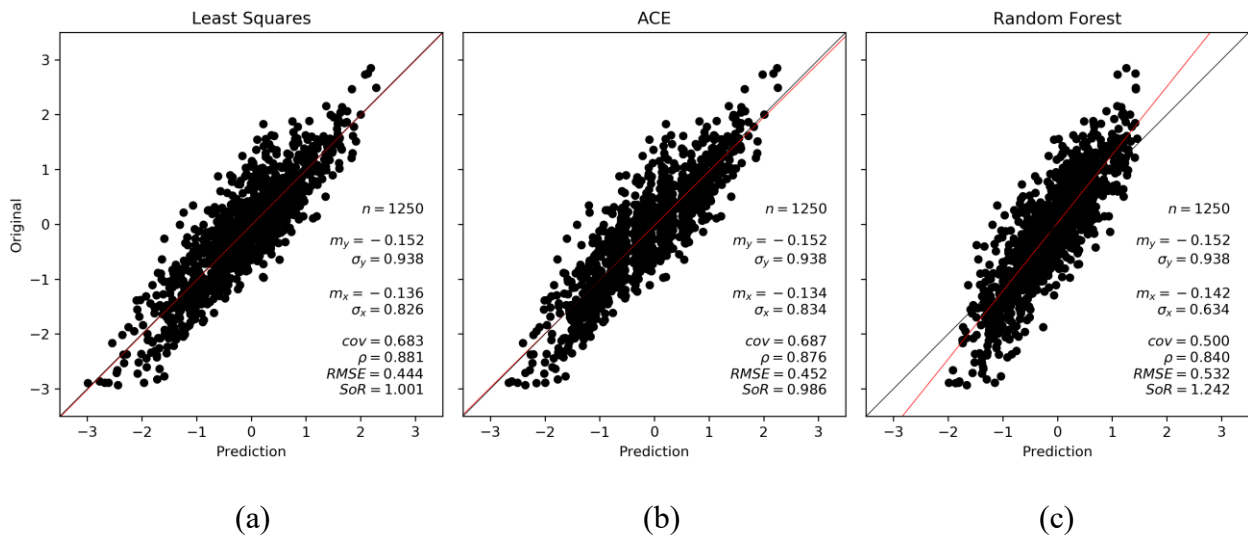 Least Squares
ACE
Random Forest
Original
3
2
1
0
−1
−2
−3
n = 1250
m_y = −0.152
σ_y = 0.938
m_x = −0.136
σ_x = 0.826
cov = 0.683
ρ = 0.881
RMSE = 0.444
SoR = 1.001
−3 −2 −1 0 1 2 3
Prediction
n = 1250
m_y = −0.152
σ_y = 0.938
m_x = −0.134
σ_x = 0.834
cov = 0.687
ρ = 0.876
RMSE = 0.452
SoR = 0.986
−3 −2 −1 0 1 2 3
Prediction
n = 1250
m_y = −0.152
σ_y = 0.938
m_x = −0.142
σ_x = 0.634
cov = 0.500
ρ = 0.840
RMSE = 0.532
SoR = 1.242
−3 −2 −1 0 1 2 3
Prediction
(a)
(b)
(c)